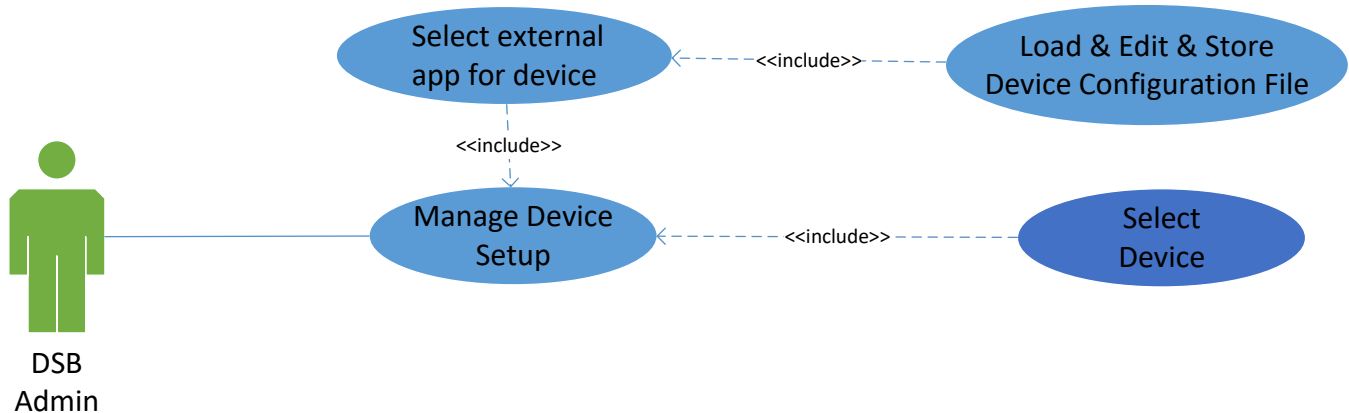 Select external
app for device
<<include>>
Load & Edit & Store
Device Configuration File
<<include>>
Manage Device
Setup
<<include>>
Select
Device
DSB
Admin